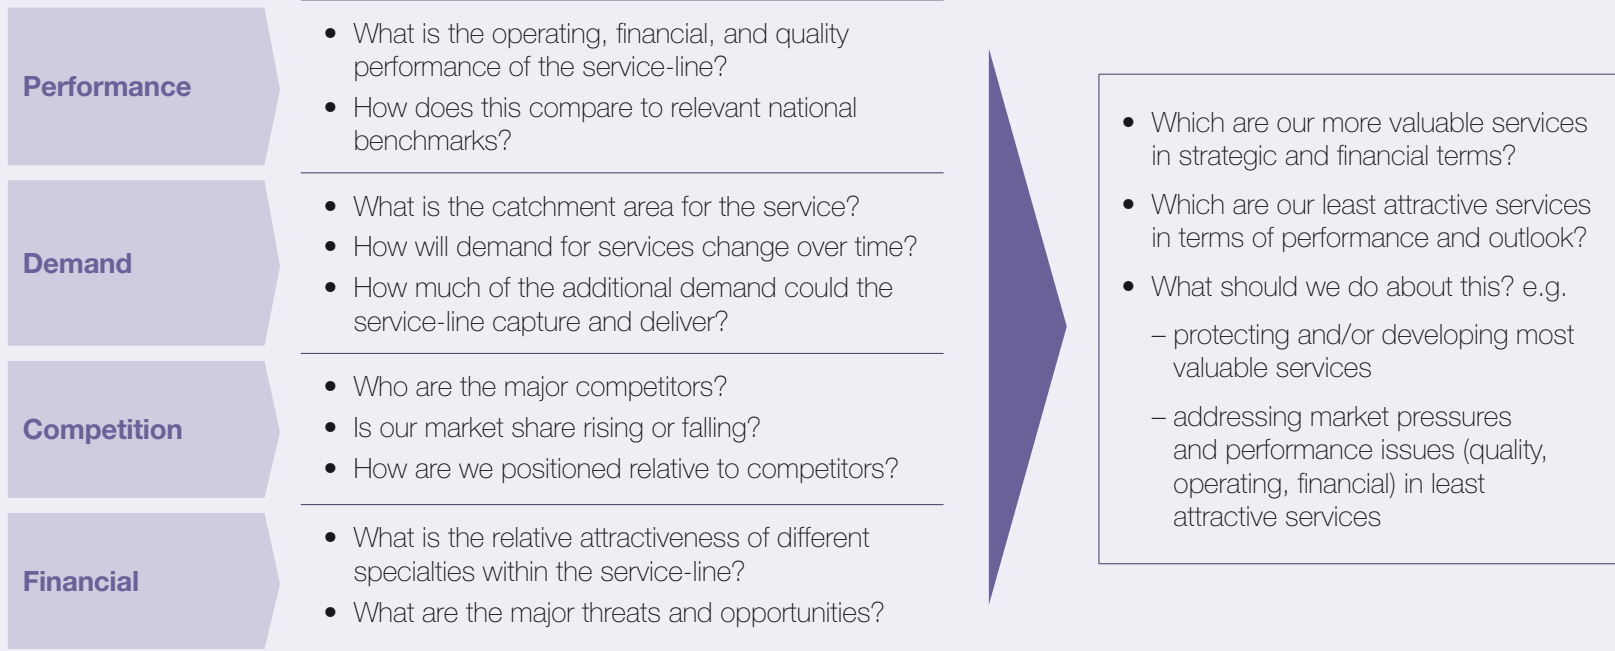 Performance
• What is the operating, financial, and quality
performance of the service-line?
• How does this compare to relevant national
benchmarks?
Demand
• What is the catchment area for the service?
• How will demand for services change over time?
• How much of the additional demand could the
service-line capture and deliver?
Competition
• Who are the major competitors?
• Is our market share rising or falling?
• How are we positioned relative to competitors?
Financial
• What is the relative attractiveness of different
specialties within the service-line?
• What are the major threats and opportunities?
• Which are our more valuable services
in strategic and financial terms?
• Which are our least attractive services
in terms of performance and outlook?
• What should we do about this? e.g.
– protecting and/or developing most
valuable services
– addressing market pressures
and performance issues (quality,
operating, financial) in least
attractive services